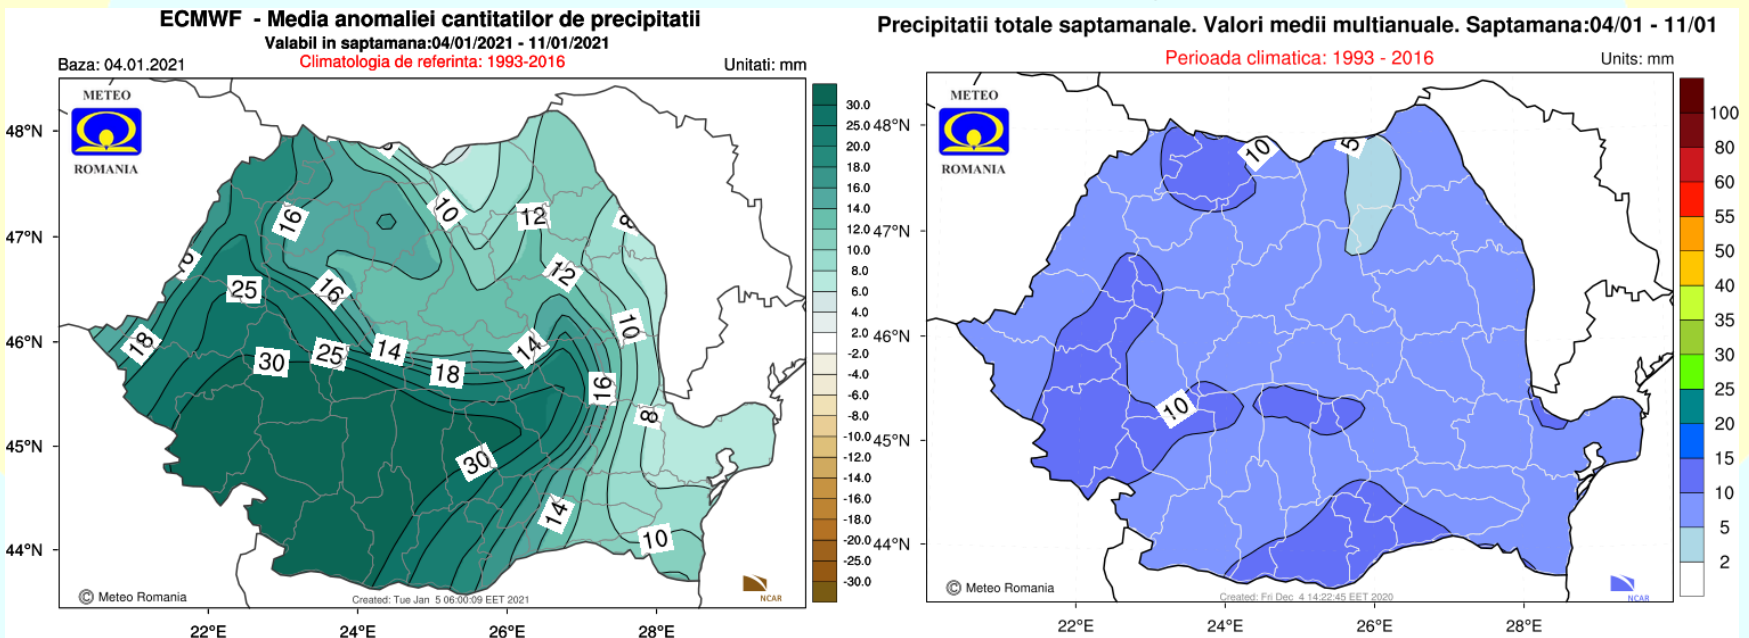 ECMWF - Media anomaliei cantitatilor de precipitatii
Valabil in saptamana:04/01/2021 - 11/01/2021
Baza: 04.01.2021
Climatologia de referinta: 1993-2016
Unitati: mm
METEO
ROMANIA
48°N
47°N
46°N
45°N
44°N
22°E
24°E
26°E
28°E
16
10
12
8
25
16
12
18
30
25
14
18
14
10
16
8
30
14
10
30.0
25.0
20.0
18.0
16.0
14.0
12.0
10.0
8.0
6.0
4.0
2.0
-2.0
-4.0
-6.0
-8.0
-10.0
-12.0
-14.0
-16.0
-18.0
-20.0
-25.0
-30.0
© Meteo Romania
Created: Tue Jan 5 06:00:09 EET 2021
NCAR
Precipitatii totale saptamanale. Valori medii multianuale. Saptamana:04/01 - 11/01
Perioada climatica: 1993 - 2016
Units: mm
METEO
ROMANIA
48°N
47°N
46°N
45°N
44°N
22°E
24°E
26°E
28°E
10
5
10
100
80
60
55
50
40
35
30
25
20
15
10
5
2
© Meteo Romania
Created: Fri Dec 4 14:22:45 EET 2020
NCAR